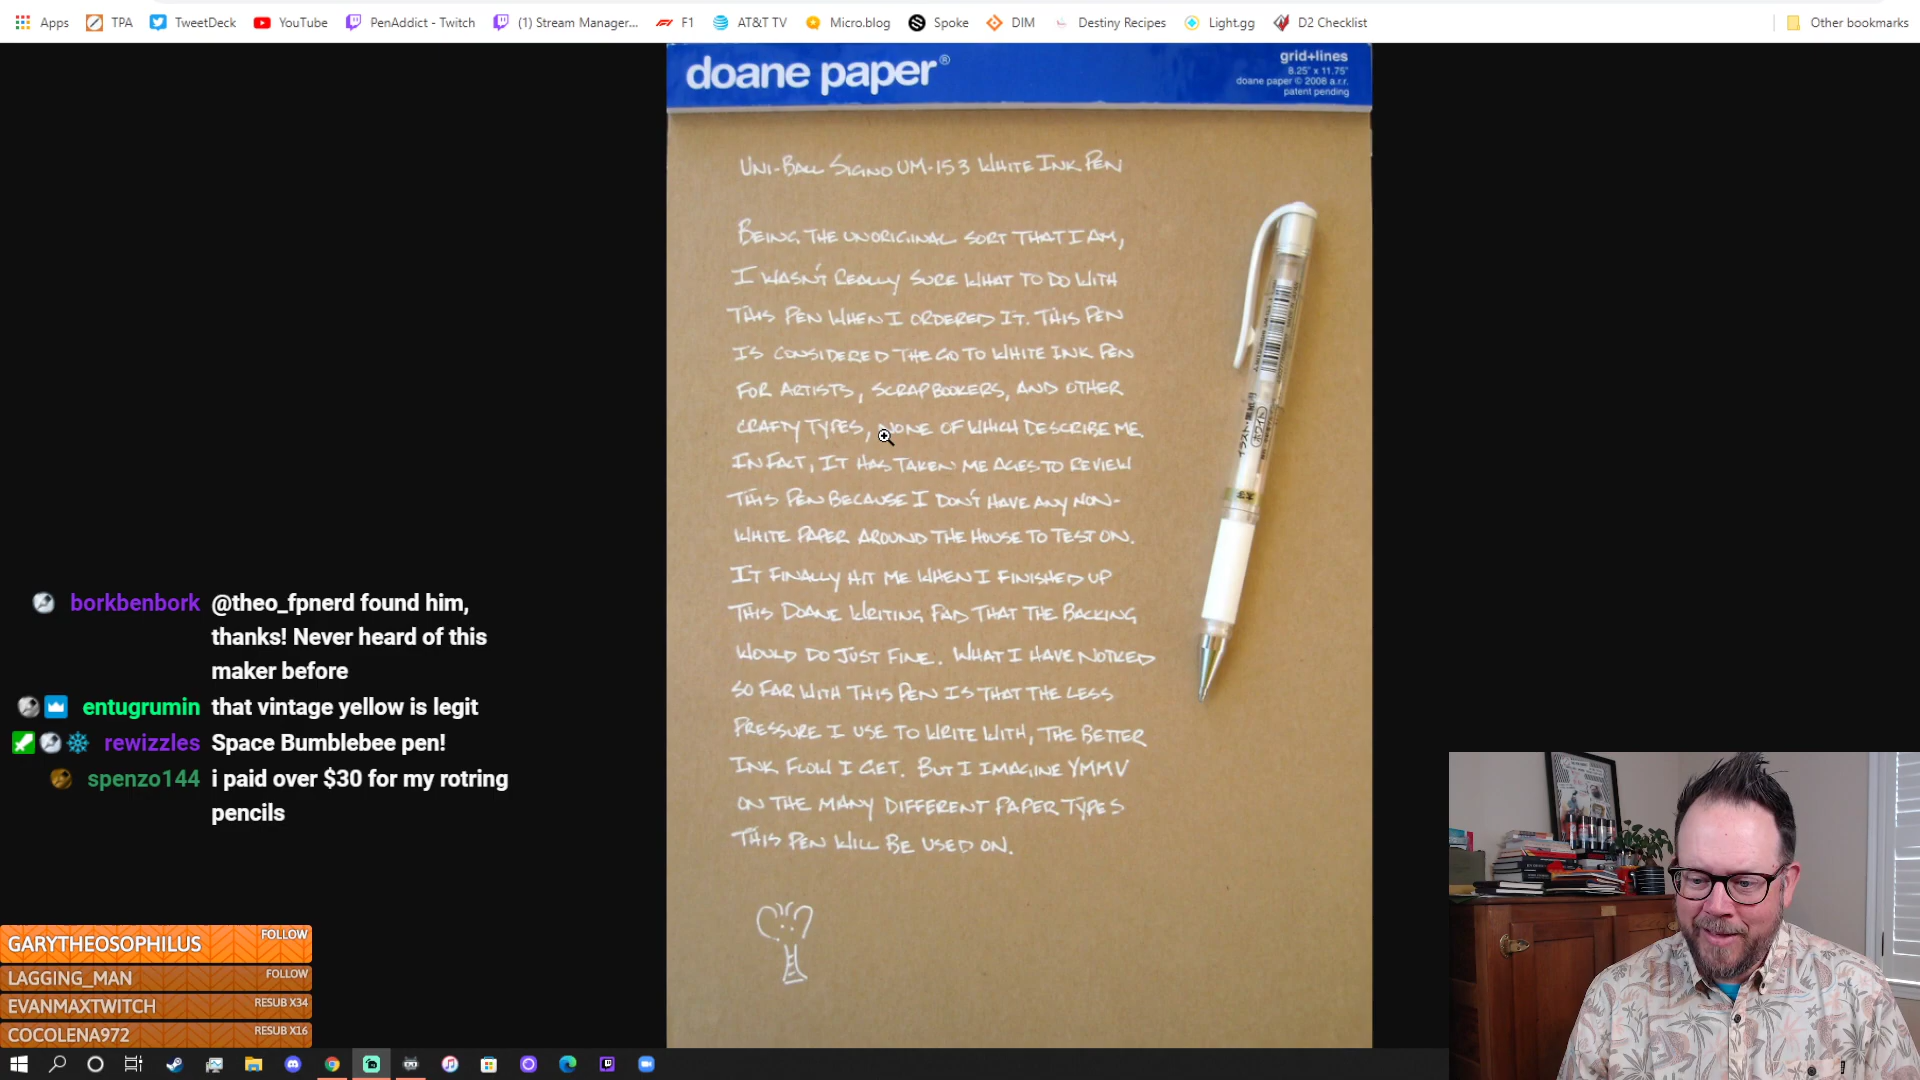 Apps
TPA
TweetDeck
YouTube
PenAddict - Twitch
(1) Stream Manager...
F1
AT&T TV
Micro.blog
Spoke
DIM
Destiny Recipes
Light.gg
D2 Checklist
Other bookmarks
doane paper®
grid+lines
8.25" x 11.75"
doane paper © 2008 a.r.r.
patent pending
UNI-BALL SIGNO UM-153 WHITE INK PEN
BEING THE UNORIGINAL SORT THAT I AM,
I WASN'T REALLY SURE WHAT TO DO WITH
THIS PEN WHEN I ORDERED IT. THIS PEN
IS CONSIDERED THE GO TO WHITE INK PEN
FOR ARTISTS, SCRAPBOOKERS, AND OTHER
CRAFTY TYPES, NONE OF WHICH DESCRIBE ME.
IN FACT, IT HAS TAKEN ME AGES TO REVIEW
THIS PEN BECAUSE I DON'T HAVE ANY NON-
WHITE PAPER AROUND THE HOUSE TO TEST ON.
IT FINALLY HIT ME WHEN I FINISHED UP
THIS DOANE WRITING PAD THAT THE BACKING
WOULD DO JUST FINE. WHAT I HAVE NOTICED
SO FAR WITH THIS PEN IS THAT THE LESS
PRESSURE I USE TO WRITE WITH, THE BETTER
INK FLOW I GET. BUT I IMAGINE YMMV
ON THE MANY DIFFERENT PAPER TYPES
THIS PEN WILL BE USED ON.
borkbenbork @theo_fpnerd found him,
thanks! Never heard of this
maker before
entugrumin that vintage yellow is legit
rewizzles Space Bumblebee pen!
spenzo144 i paid over $30 for my rotring
pencils
GARYTHEOSOPHILUS FOLLOW
LAGGING_MAN FOLLOW
EVANMAXTWITCH RESUB X34
COCOLENA972 RESUB X16